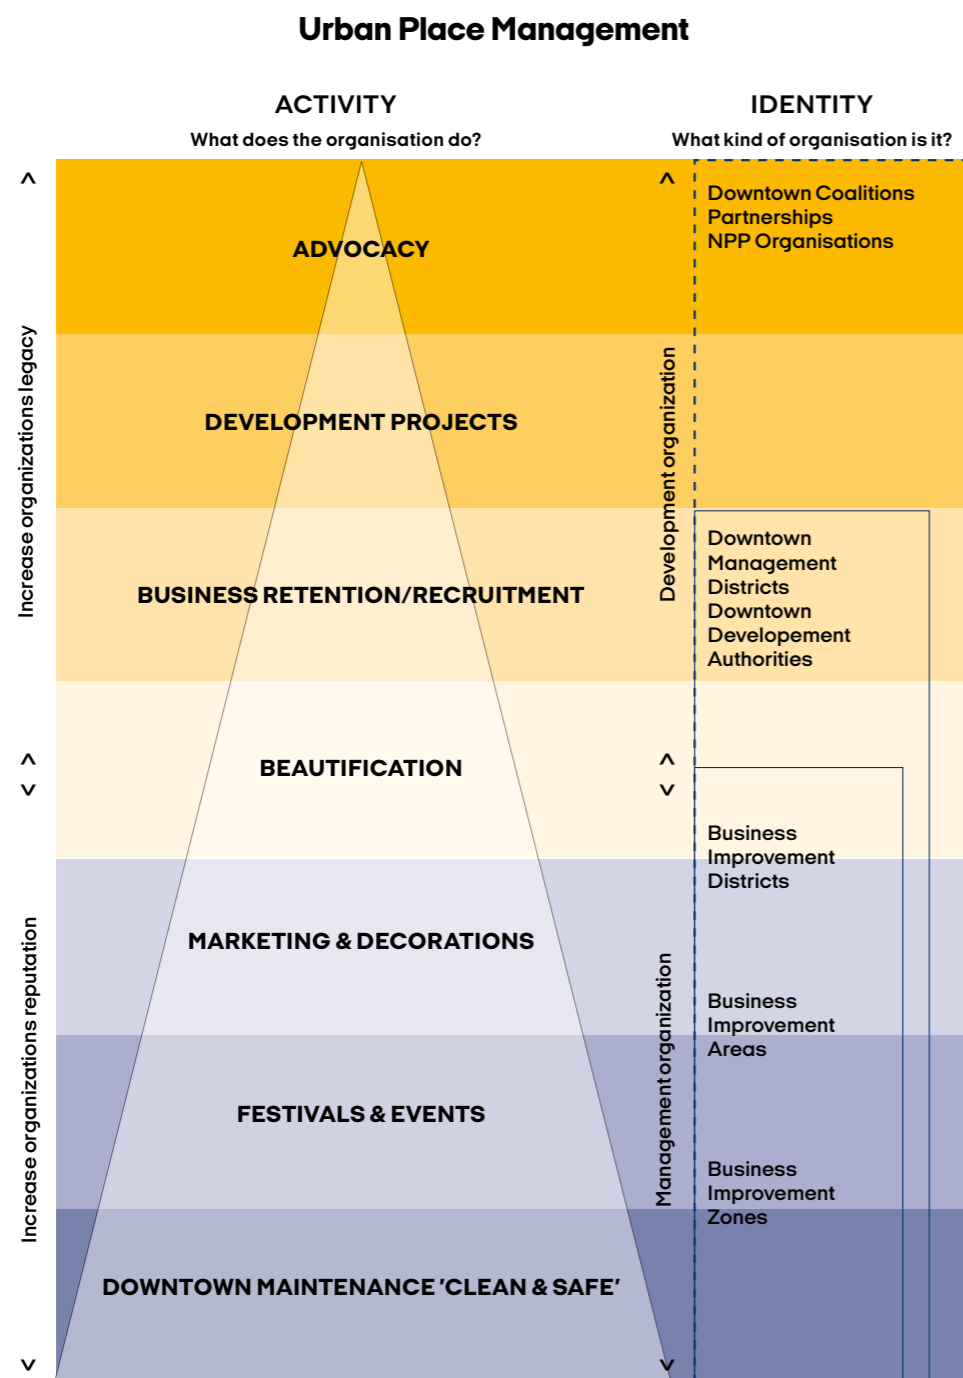 Urban Place Management
ACTIVITY
What does the organisation do?
IDENTITY
What kind of organisation is it?
Increase organizations legacy
Increase organizations reputation
ADVOCACY
DEVELOPMENT PROJECTS
BUSINESS RETENTION/RECRUITMENT
BEAUTIFICATION
MARKETING & DECORATIONS
FESTIVALS & EVENTS
DOWNTOWN MAINTENANCE ’CLEAN & SAFE’
Development organization
Management organization
Downtown Coalitions
Partnerships
NPP Organisations
Downtown
Management
Districts
Downtown
Developement
Authorities
Business
Improvement
Districts
Business
Improvement
Areas
Business
Improvement
Zones